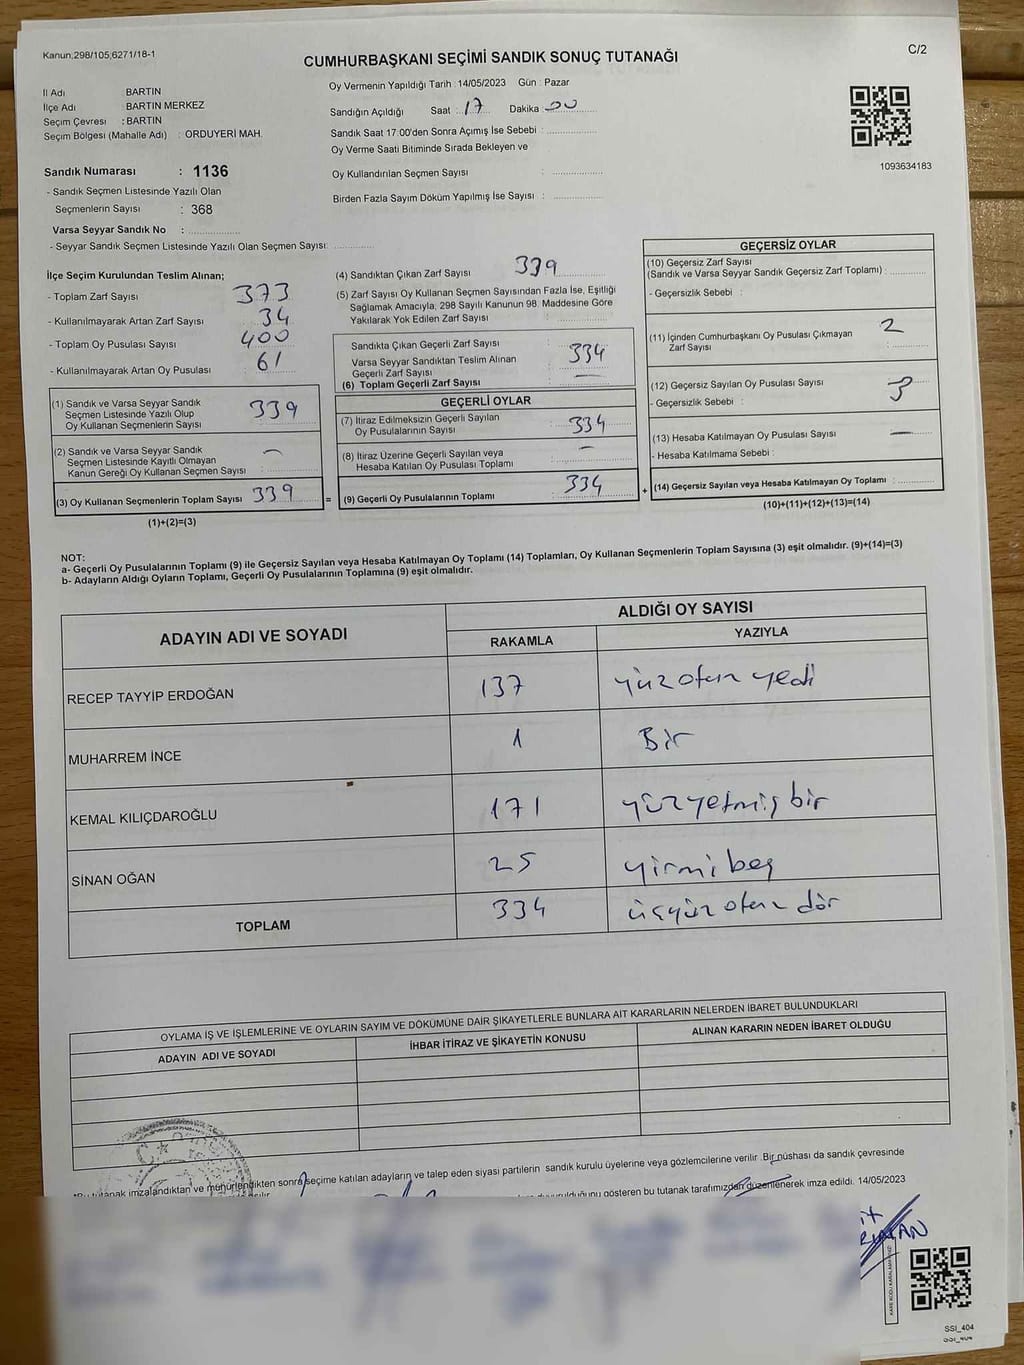 Kanun,298/105,6271/18-1
C/2
CUMHURBAŞKANI SEÇİMİ SANDIK SONUÇ TUTANAĞI
Oy Vermenin Yapıldığı Tarih : 14/05/2023 Gün : Pazar
İl Adı : BARTIN
İlçe Adı : BARTIN MERKEZ
Seçim Çevresi : BARTIN
Seçim Bölgesi (Mahalle Adı) : ORDUYERİ MAH.
Sandığın Açıldığı Saat : 17 Dakika : 00
Sandık Saat 17:00'den Sonra Açımış İse Sebebi :
Oy Verme Saati Bitiminde Sırada Bekleyen ve
Oy Kullandırılan Seçmen Sayısı :
Birden Fazla Sayım Döküm Yapılmış İse Sayısı :
1093634183
Sandık Numarası : 1136
- Sandık Seçmen Listesinde Yazılı Olan
Seçmenlerin Sayısı : 368
Varsa Seyyar Sandık No :
- Seyyar Sandık Seçmen Listesinde Yazılı Olan Seçmen Sayısı:
İlçe Seçim Kurulundan Teslim Alınan;
- Toplam Zarf Sayısı : 373
- Kullanılmayarak Artan Zarf Sayısı : 34
- Toplam Oy Pusulası Sayısı : 400
- Kullanılmayarak Artan Oy Pusulası : 61
(1) Sandık ve Varsa Seyyar Sandık
Seçmen Listesinde Yazılı Olup
Oy Kullanan Seçmenlerin Sayısı : 339
(2) Sandık ve Varsa Seyyar Sandık
Seçmen Listesinde Kayıtlı Olmayan
Kanun Gereği Oy Kullanan Seçmen Sayısı : —
(3) Oy Kullanan Seçmenlerin Toplam Sayısı : 339
(1)+(2)=(3)
(4) Sandıktan Çıkan Zarf Sayısı : 339
(5) Zarf Sayısı Oy Kullanan Seçmen Sayısından Fazla İse, Eşitliği
Sağlamak Amacıyla, 298 Sayılı Kanunun 98. Maddesine Göre
Yakılarak Yok Edilen Zarf Sayısı :
Sandıkta Çıkan Geçerli Zarf Sayısı : 334
Varsa Seyyar Sandıktan Teslim Alınan
Geçerli Zarf Sayısı : —
(6) Toplam Geçerli Zarf Sayısı :
GEÇERLİ OYLAR
(7) İtiraz Edilmeksizin Geçerli Sayılan
Oy Pusulalarının Sayısı : 334
(8) İtiraz Üzerine Geçerli Sayılan veya
Hesaba Katılan Oy Pusulası Toplamı : —
=
(9) Geçerli Oy Pusulalarının Toplamı : 334
+
GEÇERSİZ OYLAR
(10) Geçersiz Zarf Sayısı
(Sandık ve Varsa Seyyar Sandık Geçersiz Zarf Toplamı) :
- Geçersizlik Sebebi :
(11) İçinden Cumhurbaşkanı Oy Pusulası Çıkmayan
Zarf Sayısı : 2
(12) Geçersiz Sayılan Oy Pusulası Sayısı : 3
- Geçersizlik Sebebi :
(13) Hesaba Katılmayan Oy Pusulası Sayısı : —
- Hesaba Katılmama Sebebi :
(14) Geçersiz Sayılan veya Hesaba Katılmayan Oy Toplamı :
(10)+(11)+(12)+(13)=(14)
NOT:
a- Geçerli Oy Pusulalarının Toplamı (9) ile Geçersiz Sayılan veya Hesaba Katılmayan Oy Toplamı (14) Toplamları, Oy Kullanan Seçmenlerin Toplam Sayısına (3) eşit olmalıdır. (9)+(14)=(3)
b- Adayların Aldığı Oyların Toplamı, Geçerli Oy Pusulalarının Toplamına (9) eşit olmalıdır.
ADAYIN ADI VE SOYADI
ALDIĞI OY SAYISI
RAKAMLA YAZIYLA
RECEP TAYYİP ERDOĞAN 137 yüz otuz yedi
MUHARREM İNCE 1 Bir
KEMAL KILIÇDAROĞLU 171 yüzyetmiş bir
SİNAN OĞAN 25 yirmi beş
TOPLAM 334 üçyüz otuz dör
OYLAMA İŞ VE İŞLEMLERİNE VE OYLARIN SAYIM VE DÖKÜMÜNE DAİR ŞİKAYETLERLE BUNLARA AİT KARARLARIN NELERDEN İBARET BULUNDUKLARI
ADAYIN ADI VE SOYADI İHBAR İTİRAZ VE ŞİKAYETİN KONUSU ALINAN KARARIN NEDEN İBARET OLDUĞU
*Bu tutanak imzalandıktan ve mühürlendikten sonra seçime katılan adayların ve talep eden siyasi partilerin sandık kurulu üyelerine veya gözlemcilerine verilir .Bir nüshası da sandık çevresinde
duyurulduğunu gösteren bu tutanak tarafımızdan düzenlenerek imza edildi. 14/05/2023
SSI_404